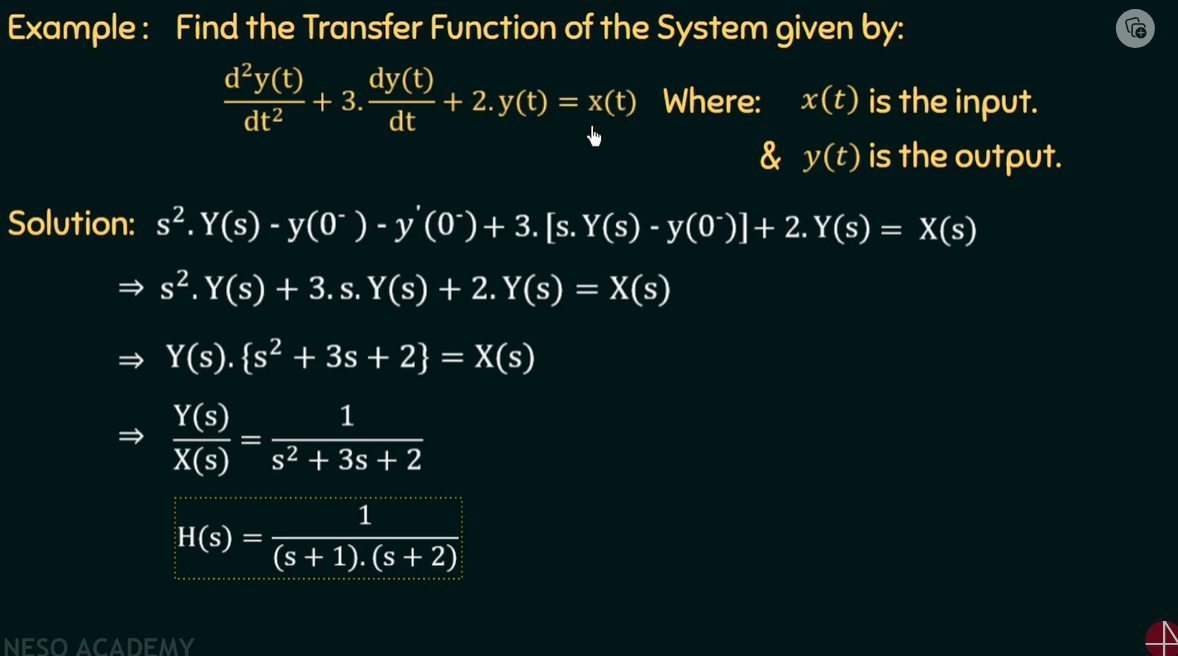 Example: Find the Transfer Function of the System given by:
d²y(t)/dt² + 3. dy(t)/dt + 2. y(t) = x(t) Where: x(t) is the input.
& y(t) is the output.
Solution: s². Y(s) - y(0⁻ ) - y'(0⁻) + 3. [s. Y(s) - y(0⁻)] + 2. Y(s) = X(s)
⇒ s². Y(s) + 3. s. Y(s) + 2. Y(s) = X(s)
⇒ Y(s). {s² + 3s + 2} = X(s)
⇒ Y(s)/X(s) = 1/(s² + 3s + 2)
H(s) = 1/((s + 1). (s + 2))
NESO ACADEMY